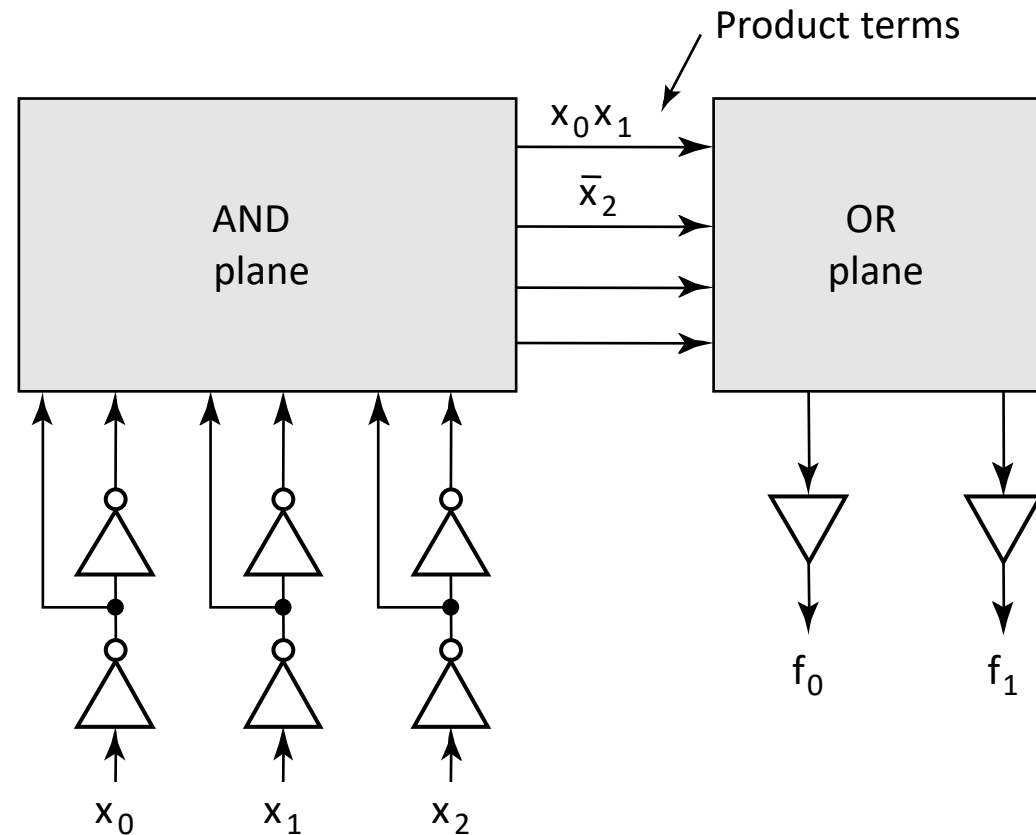 Product terms
x₀x₁
x̄₂
AND
plane
OR
plane
f₀
f₁
x₀
x₁
x₂